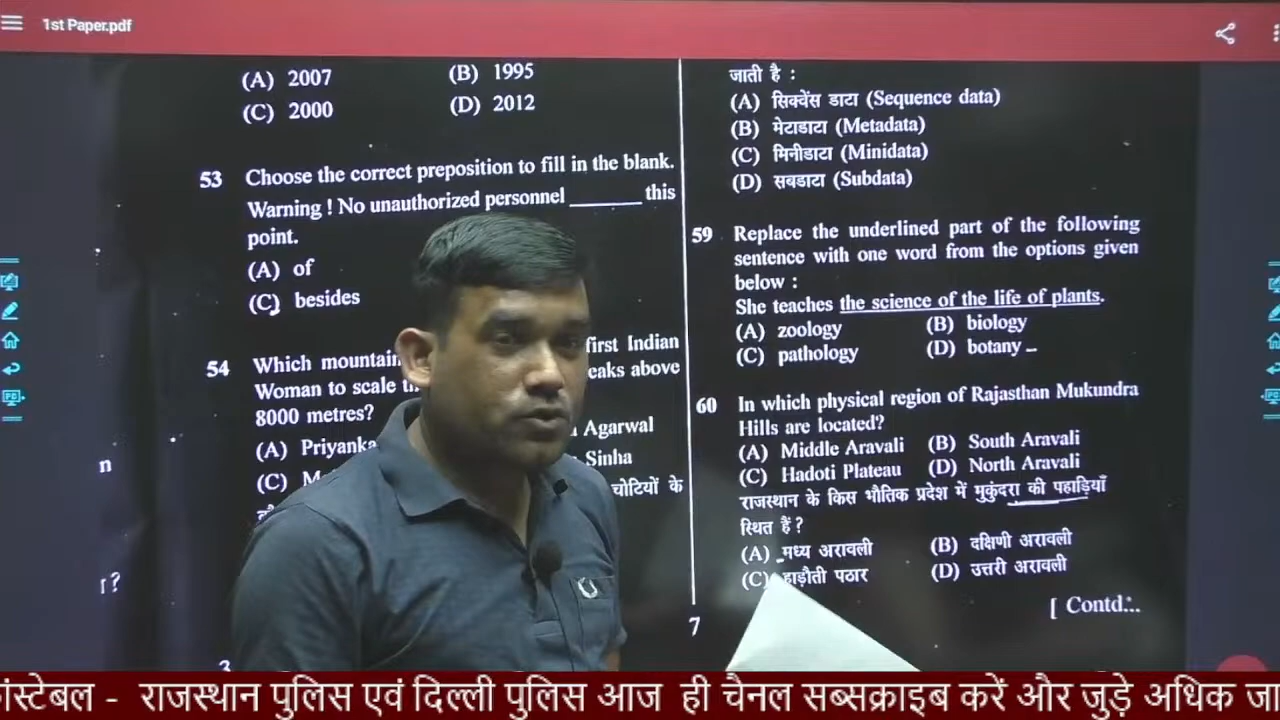 1st Paper.pdf
(A) 2007 (B) 1995
(C) 2000 (D) 2012
53 Choose the correct preposition to fill in the blank.
Warning ! No unauthorized personnel ______ this
point.
(A) of
(C) besides
54 Which mountain first Indian
Woman to scale eaks above
8000 metres?
(A) Priyanka Agarwal
(C) Sinha
चोटियों के
n
r?
3
जाती है :
(A) सिक्वेंस डाटा (Sequence data)
(B) मेटाडाटा (Metadata)
(C) मिनीडाटा (Minidata)
(D) सबडाटा (Subdata)
59 Replace the underlined part of the following
sentence with one word from the options given
below :
She teaches the science of the life of plants.
(A) zoology (B) biology
(C) pathology (D) botany
60 In which physical region of Rajasthan Mukundra
Hills are located?
(A) Middle Aravali (B) South Aravali
(C) Hadoti Plateau (D) North Aravali
राजस्थान के किस भौतिक प्रदेश में मुकुंदरा की पहाड़ियाँ
स्थित हैं ?
(A) मध्य अरावली (B) दक्षिणी अरावली
(C) हाड़ौती पठार (D) उत्तरी अरावली
[ Contd...
7
कांस्टेबल - राजस्थान पुलिस एवं दिल्ली पुलिस आज ही चैनल सब्सक्राइब करें और जुड़े अधिक जा